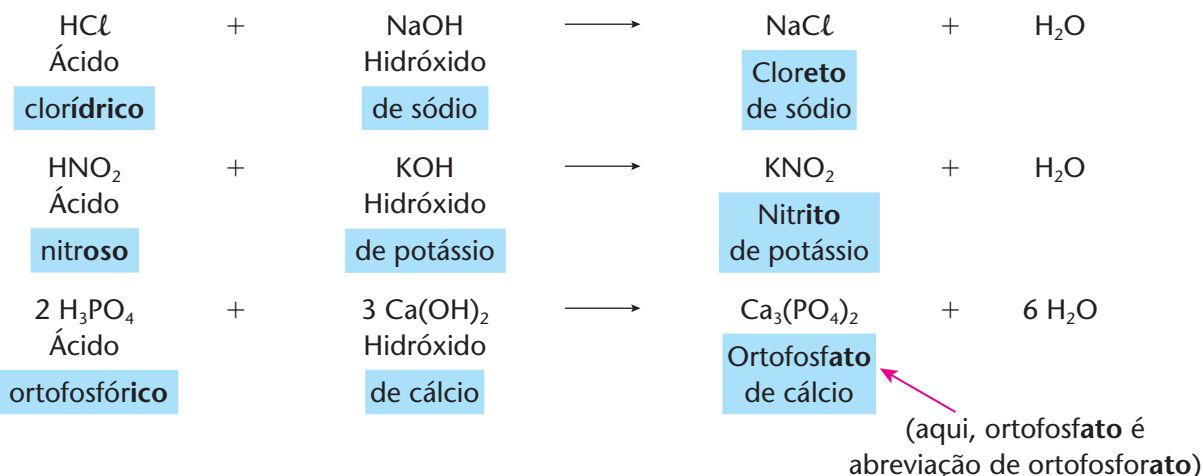 HCℓ + NaOH ⟶ NaCℓ + H₂O
Ácido Hidróxido Cloreto
clorídrico de sódio de sódio
HNO₂ + KOH ⟶ KNO₂ + H₂O
Ácido Hidróxido Nitrito
nitroso de potássio de potássio
2 H₃PO₄ + 3 Ca(OH)₂ ⟶ Ca₃(PO₄)₂ + 6 H₂O
Ácido Hidróxido Ortofosfato
ortofosfórico de cálcio de cálcio
(aqui, ortofosfato é
abreviação de ortofosforato)